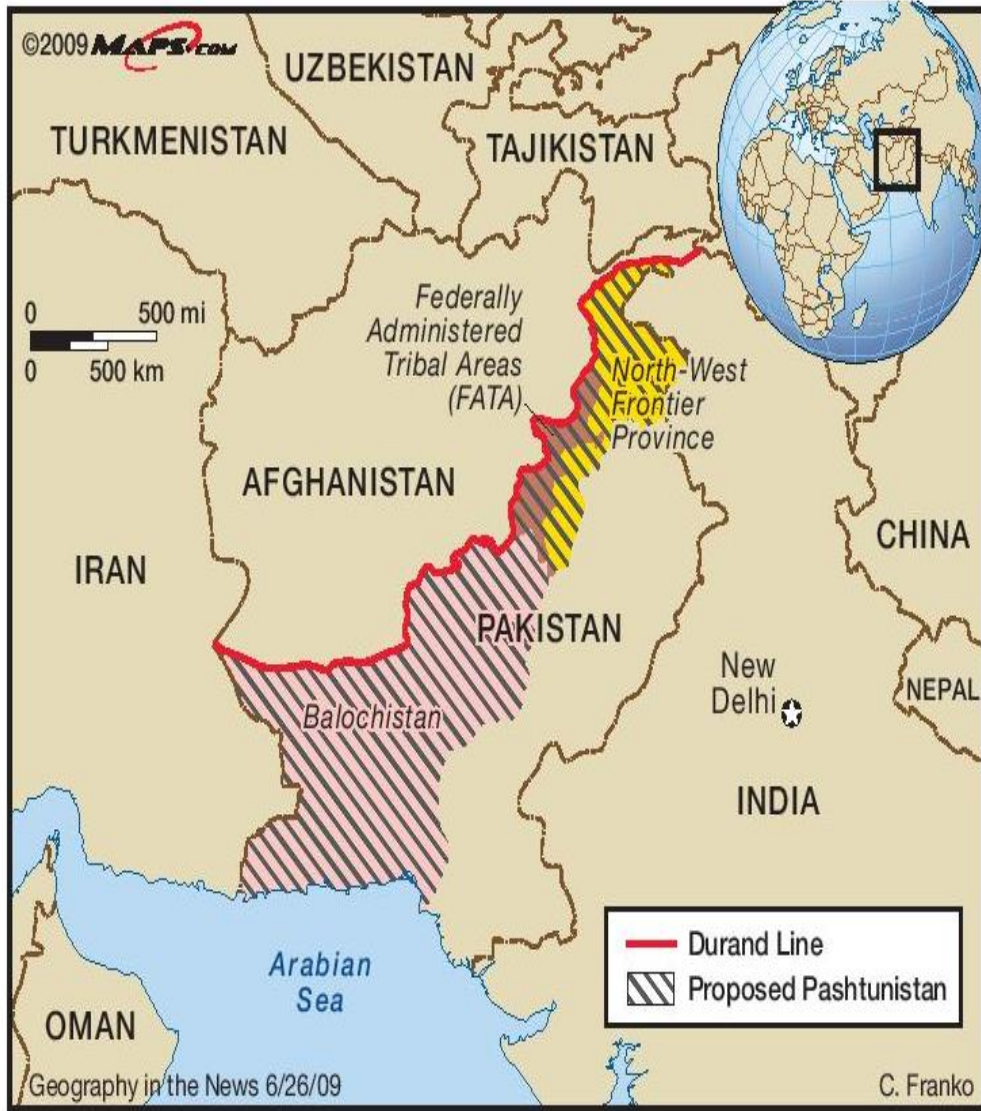 ©2009 MAPS.COM
UZBEKISTAN
TURKMENISTAN
TAJIKISTAN
0 500 mi
0 500 km
Federally
Administered
Tribal Areas
(FATA)
North-West
Frontier
Province
AFGHANISTAN
CHINA
IRAN
PAKISTAN
New
Delhi
NEPAL
Balochistan
INDIA
Arabian
Sea
Durand Line
Proposed Pashtunistan
OMAN
Geography in the News 6/26/09
C. Franko